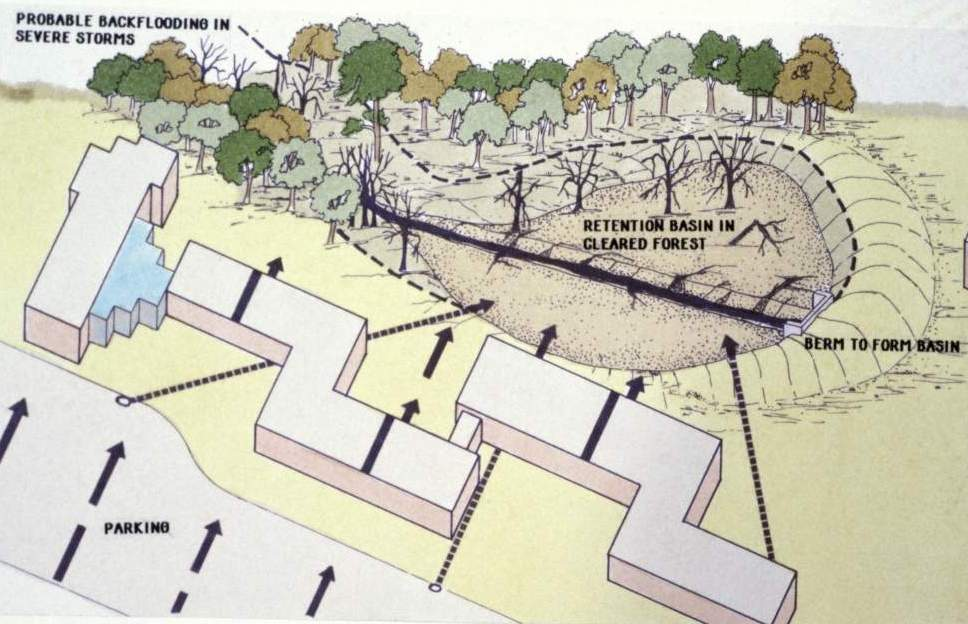 PROBABLE BACKFLOODING IN
SEVERE STORMS
RETENTION BASIN IN
CLEARED FOREST
BERM TO FORM BASIN
PARKING